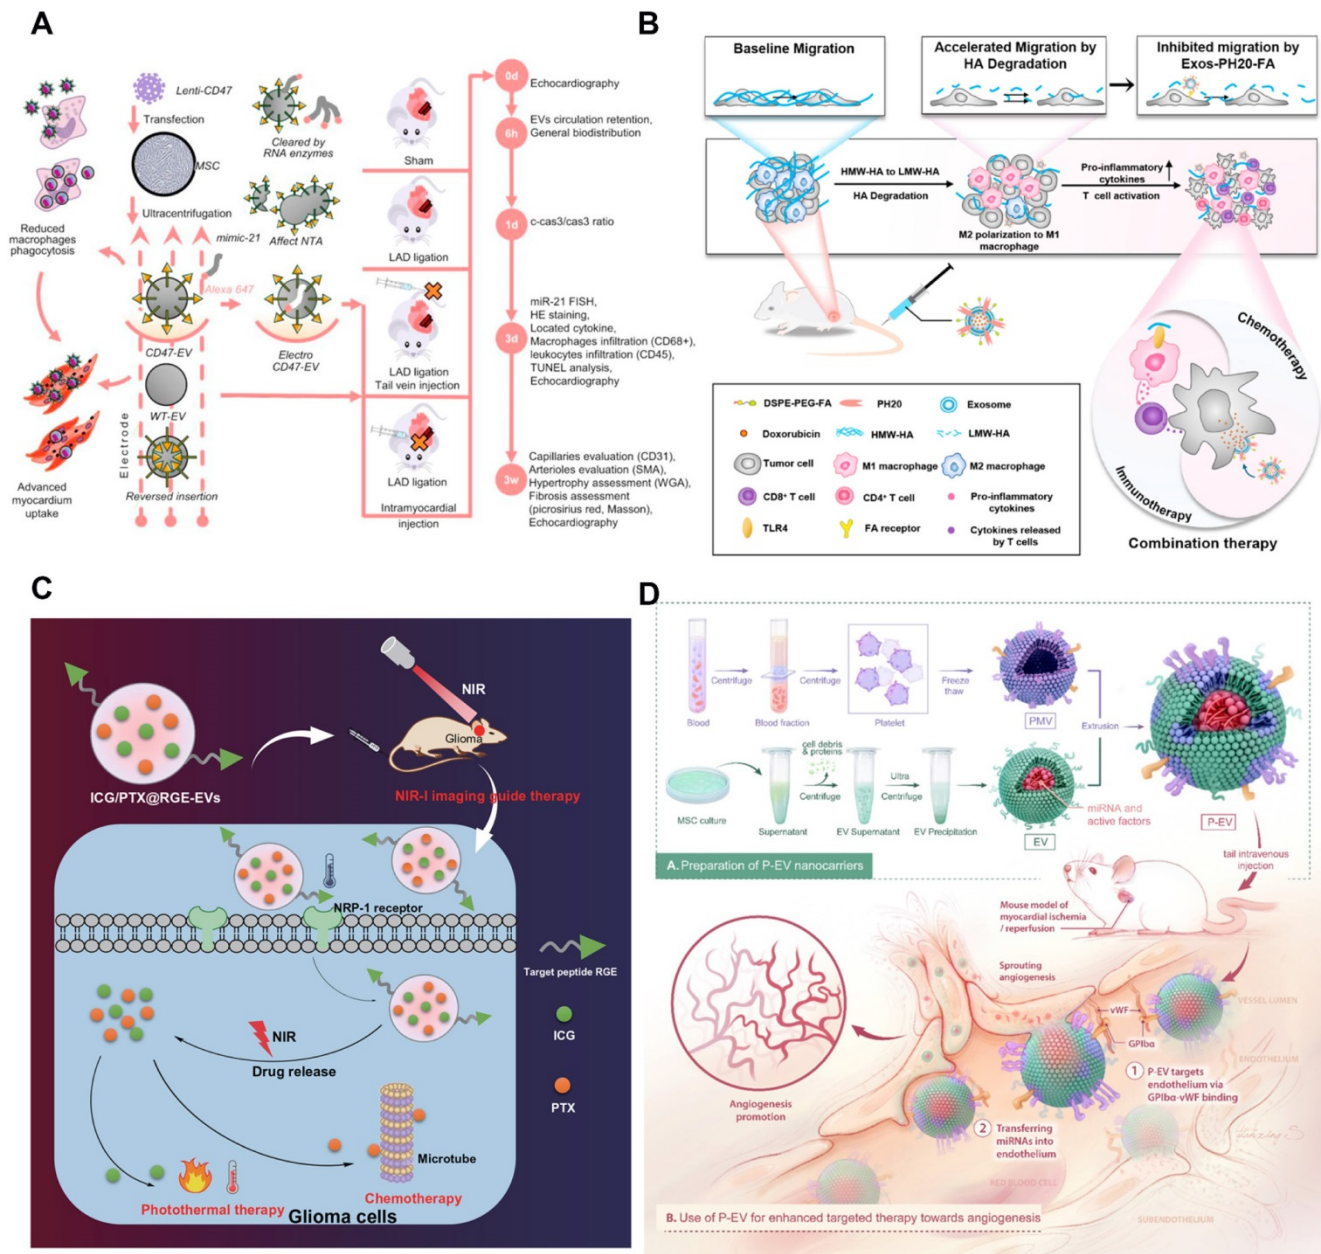 A
Lenti-CD47
Transfection
MSC
Ultracentrifugation
Reduced
macrophages
phagocytosis
mimic-21
Alexa 647
CD47-EV
WT-EV
Electrode
Reversed insertion
Advanced
myocardium
uptake
Cleared by
RNA enzymes
Affect NTA
Electro
CD47-EV
Sham
LAD ligation
LAD ligation
Tail vein injection
LAD ligation
Intramyocardial
injection
0d
Echocardiography
6h
EVs circulation retention,
General biodistribution
1d
c-cas3/cas3 ratio
3d
miR-21 FISH,
HE staining,
Located cytokine,
Macrophages infiltration (CD68+),
leukocytes infiltration (CD45),
TUNEL analysis,
Echocardiography
3w
Capillaries evaluation (CD31),
Arterioles evaluation (SMA),
Hypertrophy assessment (WGA),
Fibrosis assessment
(picrosirius red, Masson),
Echocardiography
B
Baseline Migration
Accelerated Migration by
HA Degradation
Inhibited migration by
Exos-PH20-FA
HMW-HA to LMW-HA
HA Degradation
M2 polarization to M1
macrophage
Pro-inflammatory
cytokines
T cell activation
DSPE-PEG-FA
PH20
Exosome
Doxorubicin
HMW-HA
LMW-HA
Tumor cell
M1 macrophage
M2 macrophage
CD8⁺ T cell
CD4⁺ T cell
Pro-inflammatory
cytokines
TLR4
FA receptor
Cytokines released
by T cells
Chemotherapy
Immunotherapy
Combination therapy
C
ICG/PTX@RGE-EVs
NIR
Glioma
NIR-I imaging guide therapy
NRP-1 receptor
Target peptide RGE
ICG
PTX
NIR
Drug release
Microtube
Photothermal therapy
Chemotherapy
Glioma cells
D
Blood
Centrifuge
Blood fraction
Centrifuge
Platelet
Freeze
thaw
PMV
Extrusion
P-EV
MSC culture
Supernatant
cell debris
& proteins
Centrifuge
EV Supernatant
Ultra
Centrifuge
EV Precipitation
EV
miRNA and
active factors
A. Preparation of P-EV nanocarriers
tail intravenous
injection
Mouse model of
myocardial ischemia
/ reperfusion
Sprouting
angiogenesis
Angiogenesis
promotion
vWF
GPIbα
VESSEL LUMEN
ENDOTHELIUM
1 P-EV targets
endothelium via
GPIbα-vWF binding
2 Transferring
miRNAs into
endothelium
RED BLOOD CELL
SUBENDOTHELIUM
B. Use of P-EV for enhanced targeted therapy towards angiogenesis